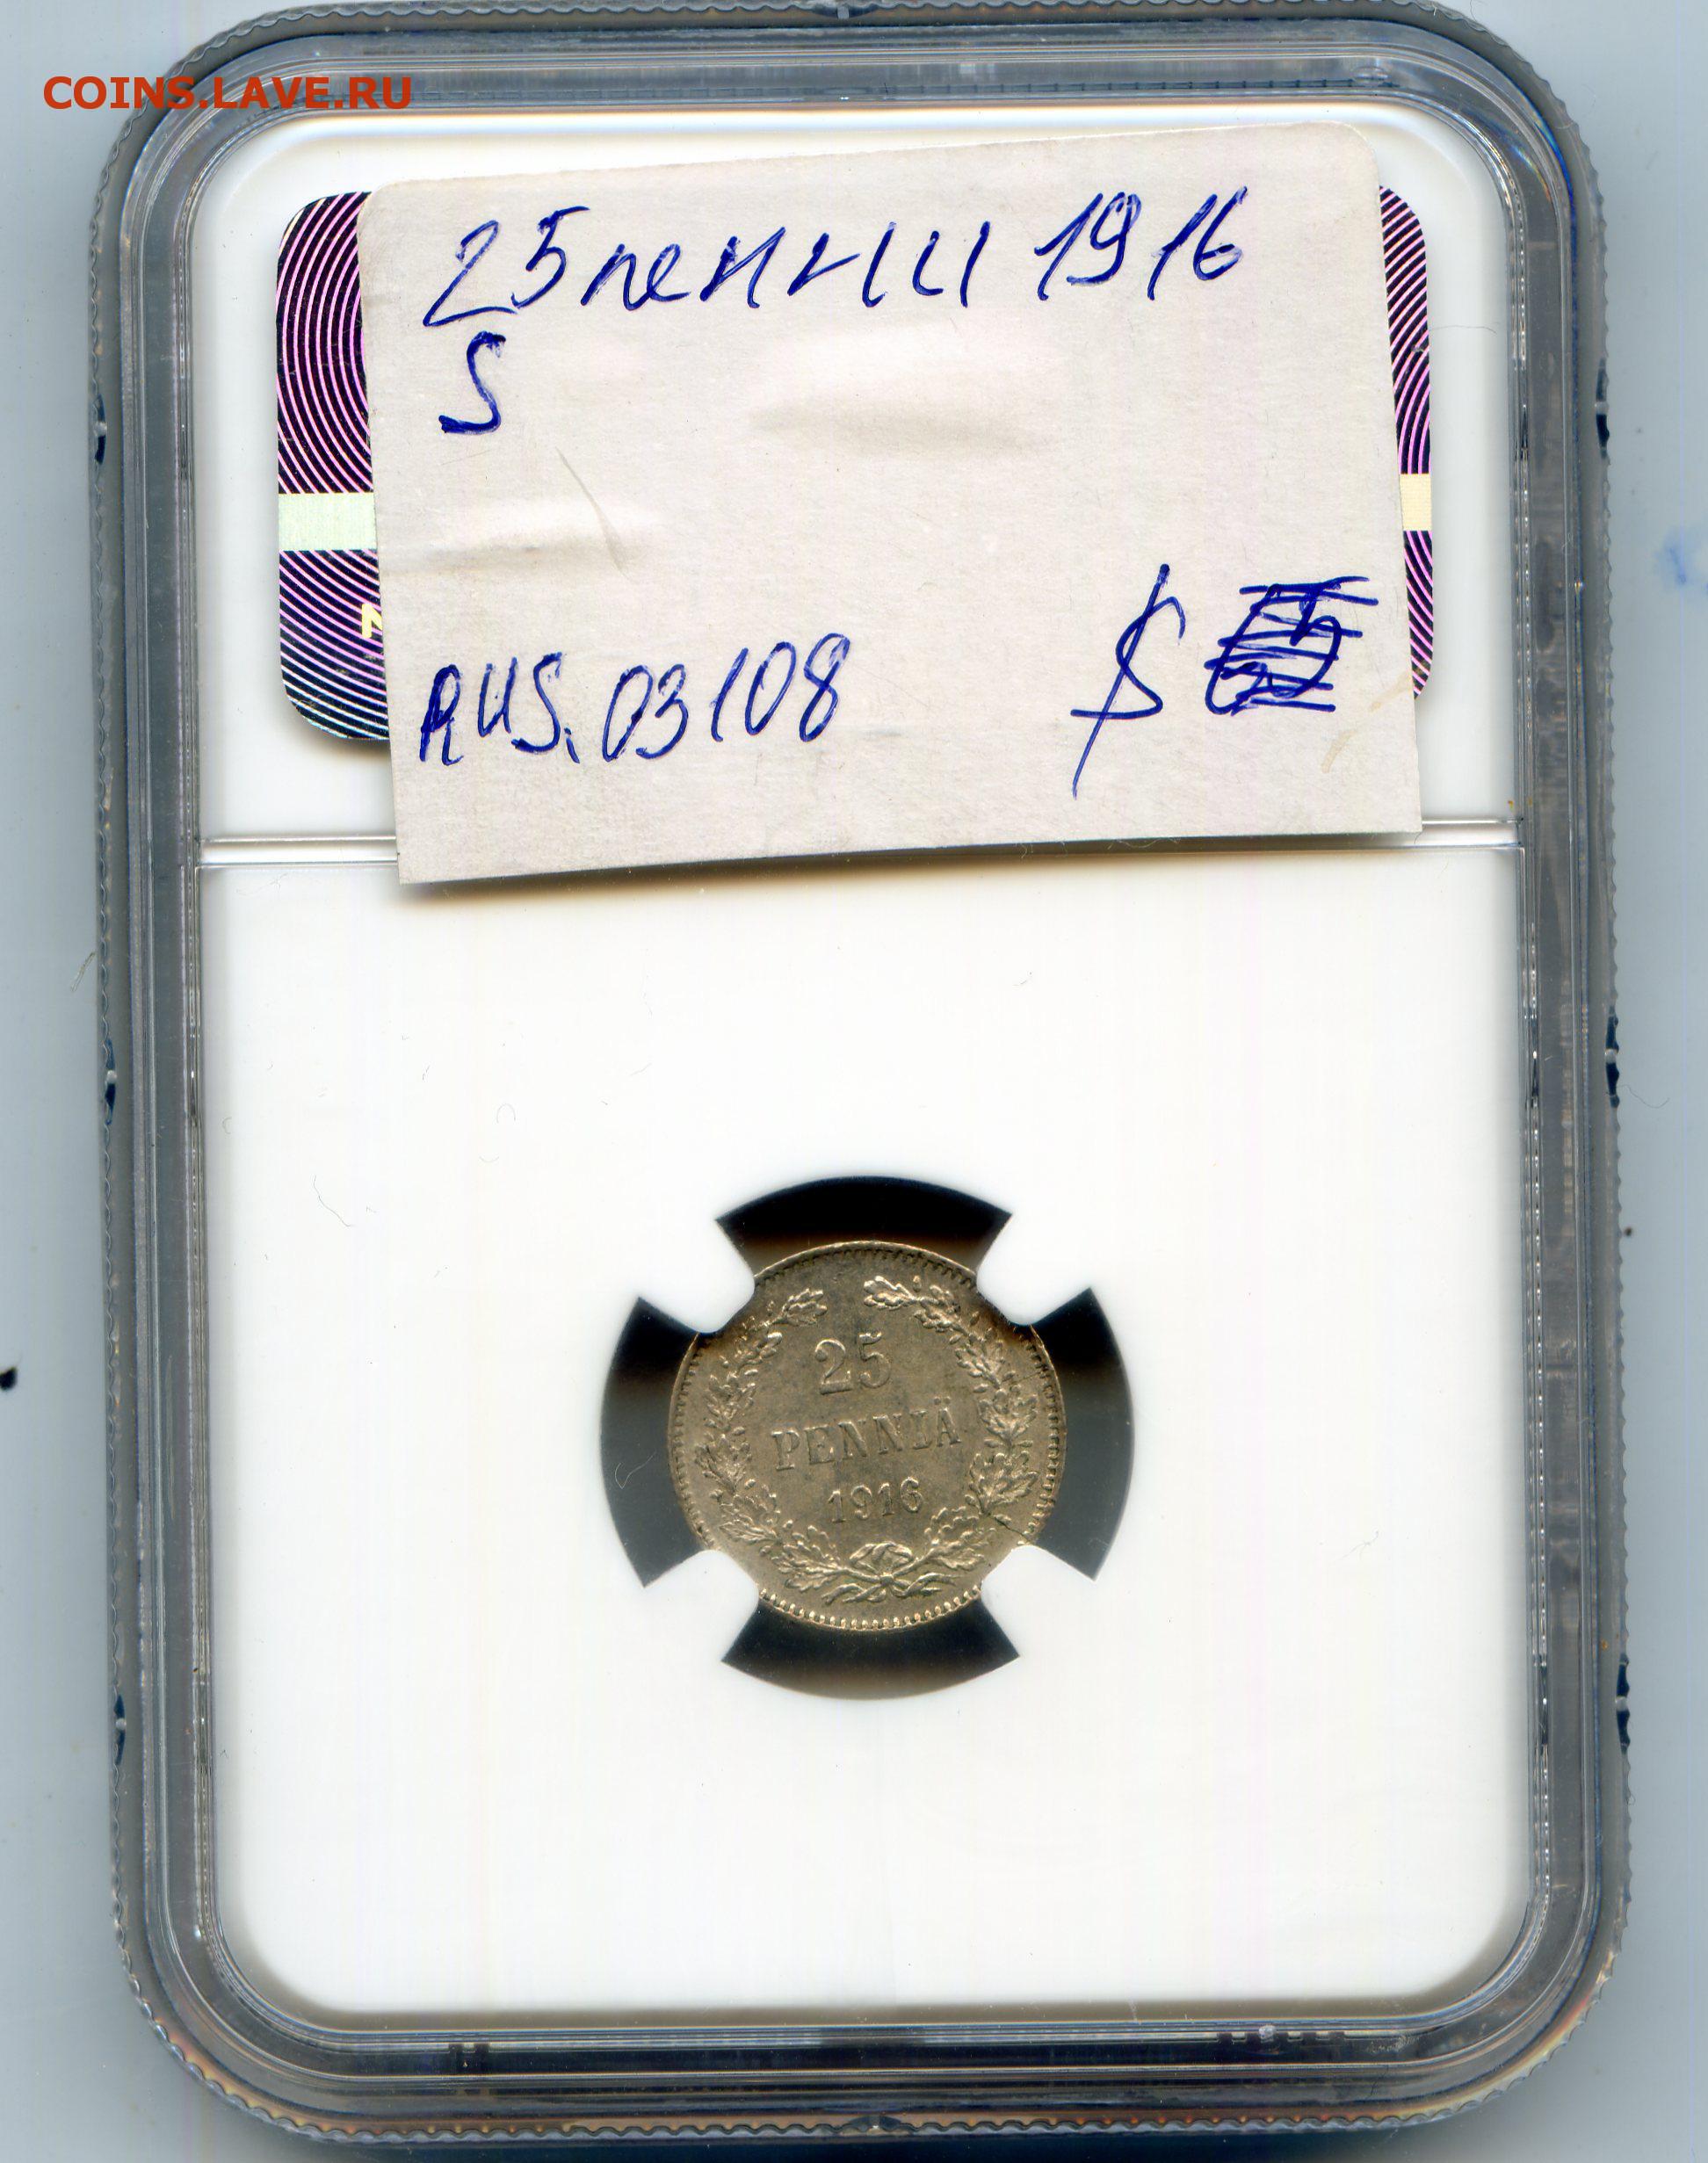 COINS.LAVE.RU
25 пенни 1916
S
RUS.03108 $
25
PENNIÄ
1916